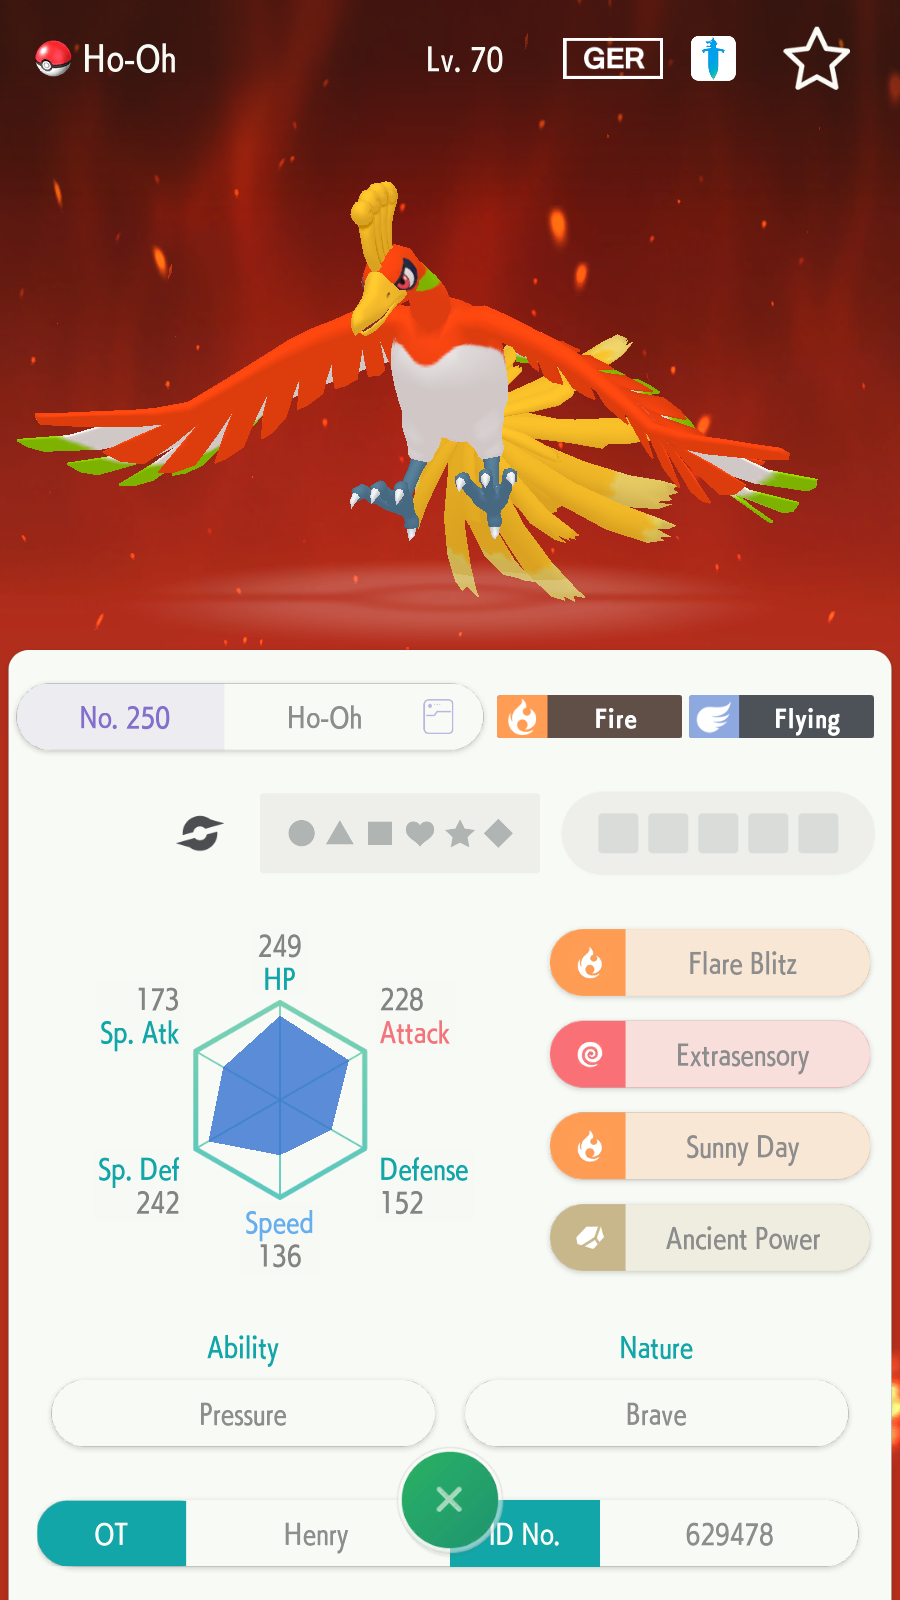 Ho-Oh Lv. 70 GER
No. 250 Ho-Oh Fire Flying
249
HP
173
Sp. Atk
228
Attack
Sp. Def
242
Defense
152
Speed
136
Flare Blitz
Extrasensory
Sunny Day
Ancient Power
Ability
Pressure
Nature
Brave
OT Henry ID No. 629478